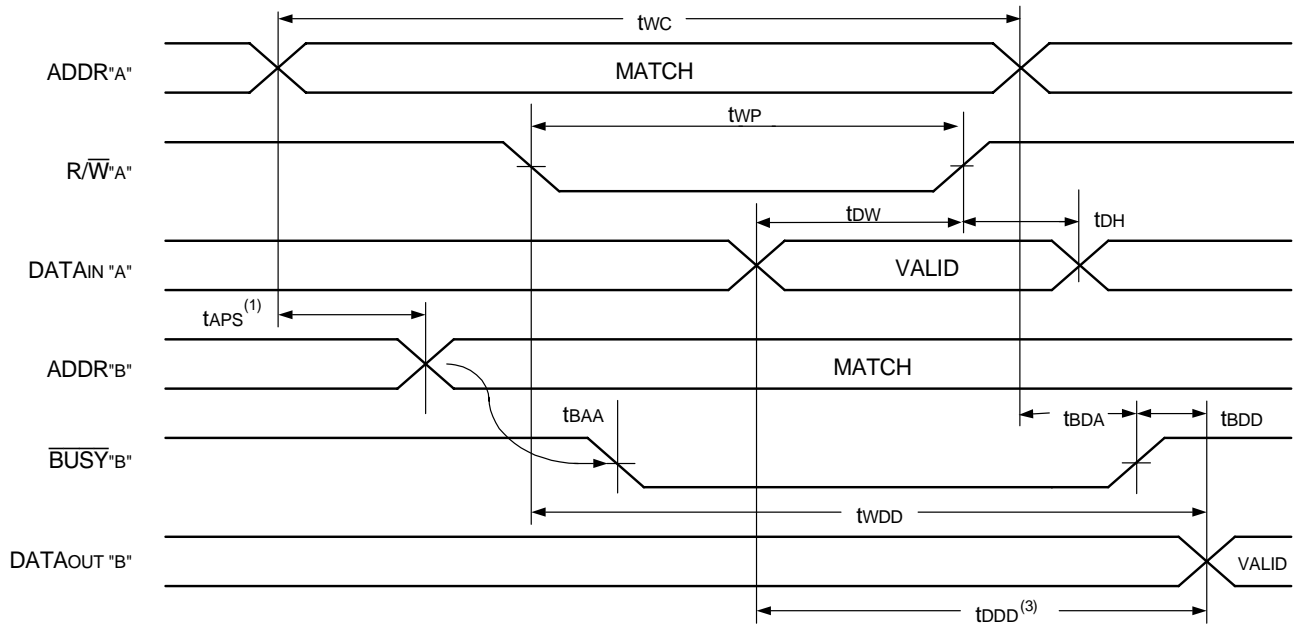 tWC
ADDR"A"
MATCH
tWP
R/W̅"A"
tDW
tDH
DATAIN "A"
VALID
tAPS(1)
ADDR"B"
MATCH
tBAA
tBDA
tBDD
B̅U̅S̅Y̅"B"
tWDD
DATAOUT "B"
VALID
tDDD(3)